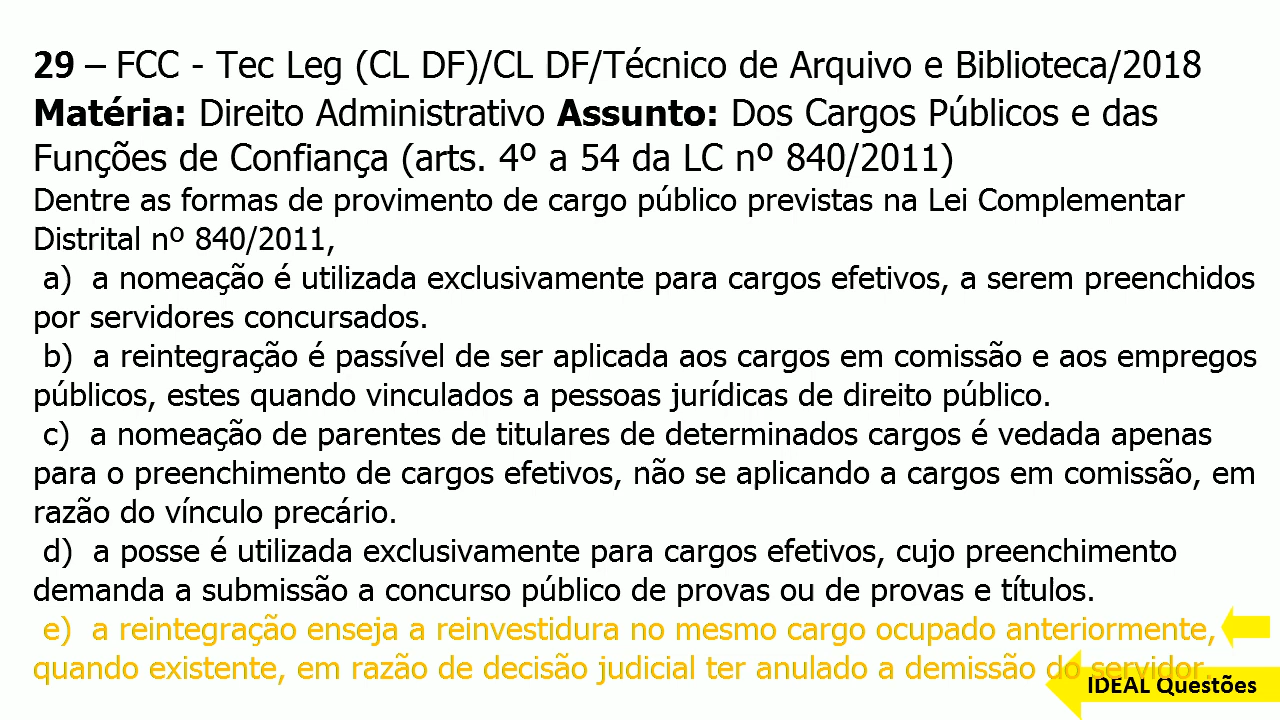 29 – FCC - Tec Leg (CL DF)/CL DF/Técnico de Arquivo e Biblioteca/2018
Matéria: Direito Administrativo Assunto: Dos Cargos Públicos e das
Funções de Confiança (arts. 4º a 54 da LC nº 840/2011)
Dentre as formas de provimento de cargo público previstas na Lei Complementar
Distrital nº 840/2011,
a) a nomeação é utilizada exclusivamente para cargos efetivos, a serem preenchidos
por servidores concursados.
b) a reintegração é passível de ser aplicada aos cargos em comissão e aos empregos
públicos, estes quando vinculados a pessoas jurídicas de direito público.
c) a nomeação de parentes de titulares de determinados cargos é vedada apenas
para o preenchimento de cargos efetivos, não se aplicando a cargos em comissão, em
razão do vínculo precário.
d) a posse é utilizada exclusivamente para cargos efetivos, cujo preenchimento
demanda a submissão a concurso público de provas ou de provas e títulos.
e) a reintegração enseja a reinvestidura no mesmo cargo ocupado anteriormente,
quando existente, em razão de decisão judicial ter anulado a demissão do servidor.
IDEAL Questões